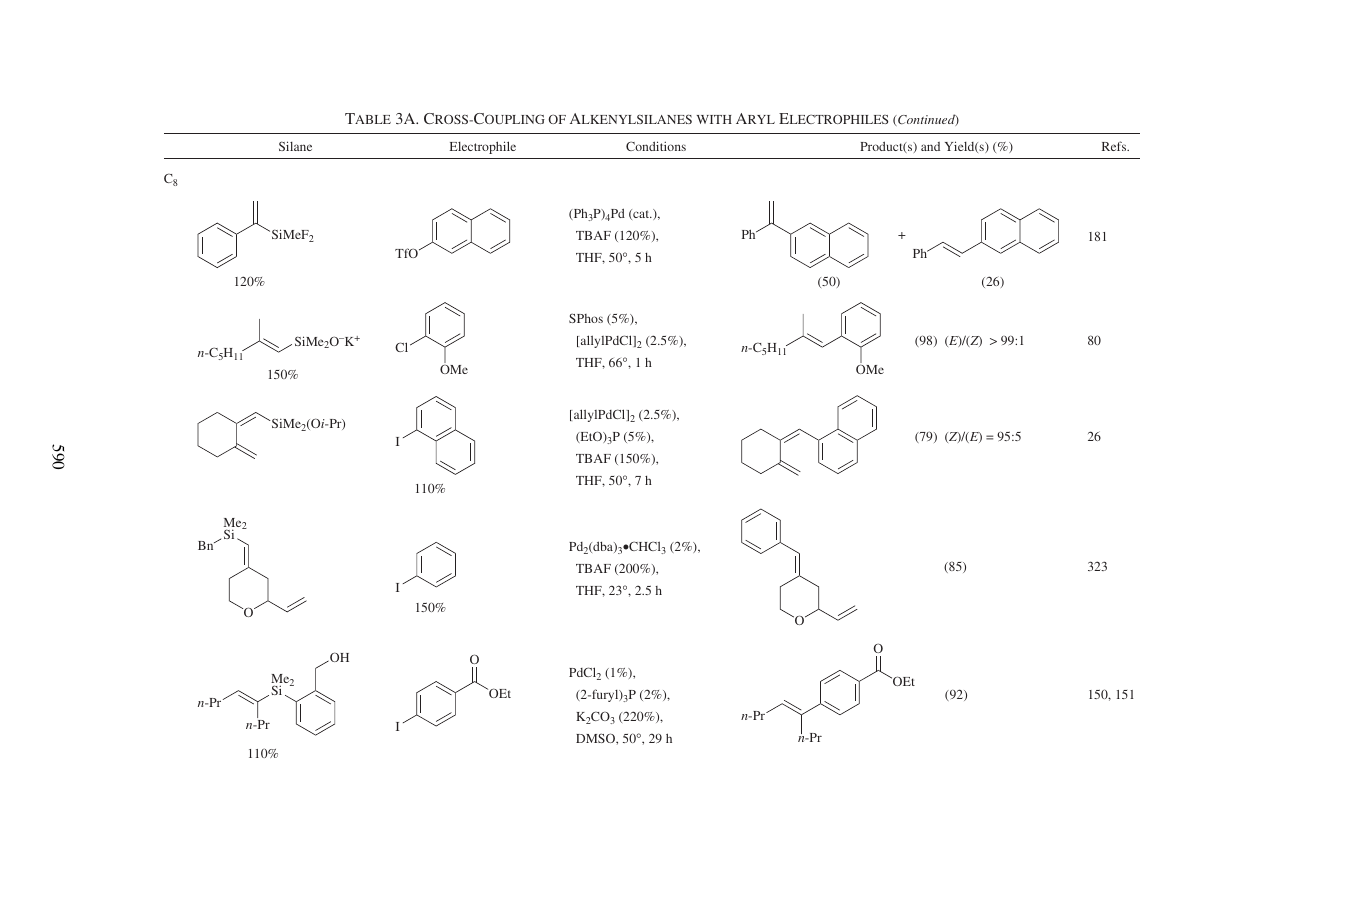 TABLE 3A. CROSS-COUPLING OF ALKENYLSILANES WITH ARYL ELECTROPHILES (Continued)
Silane Electrophile Conditions Product(s) and Yield(s) (%) Refs.
C8
SiMeF2
120%
TfO
(Ph3P)4Pd (cat.),
TBAF (120%),
THF, 50°, 5 h
Ph
(50)
+
Ph
(26)
181
n-C5H11
SiMe2O–K+
150%
Cl
OMe
SPhos (5%),
[allylPdCl]2 (2.5%),
THF, 66°, 1 h
n-C5H11
OMe
(98) (E)/(Z) > 99:1
80
SiMe2(Oi-Pr)
I
110%
[allylPdCl]2 (2.5%),
(EtO)3P (5%),
TBAF (150%),
THF, 50°, 7 h
(79) (Z)/(E) = 95:5
26
590
Me2
Si
Bn
O
I
150%
Pd2(dba)3•CHCl3 (2%),
TBAF (200%),
THF, 23°, 2.5 h
O
(85)
323
OH
Me2
Si
n-Pr
n-Pr
110%
O
OEt
I
PdCl2 (1%),
(2-furyl)3P (2%),
K2CO3 (220%),
DMSO, 50°, 29 h
O
OEt
n-Pr
n-Pr
(92)
150, 151